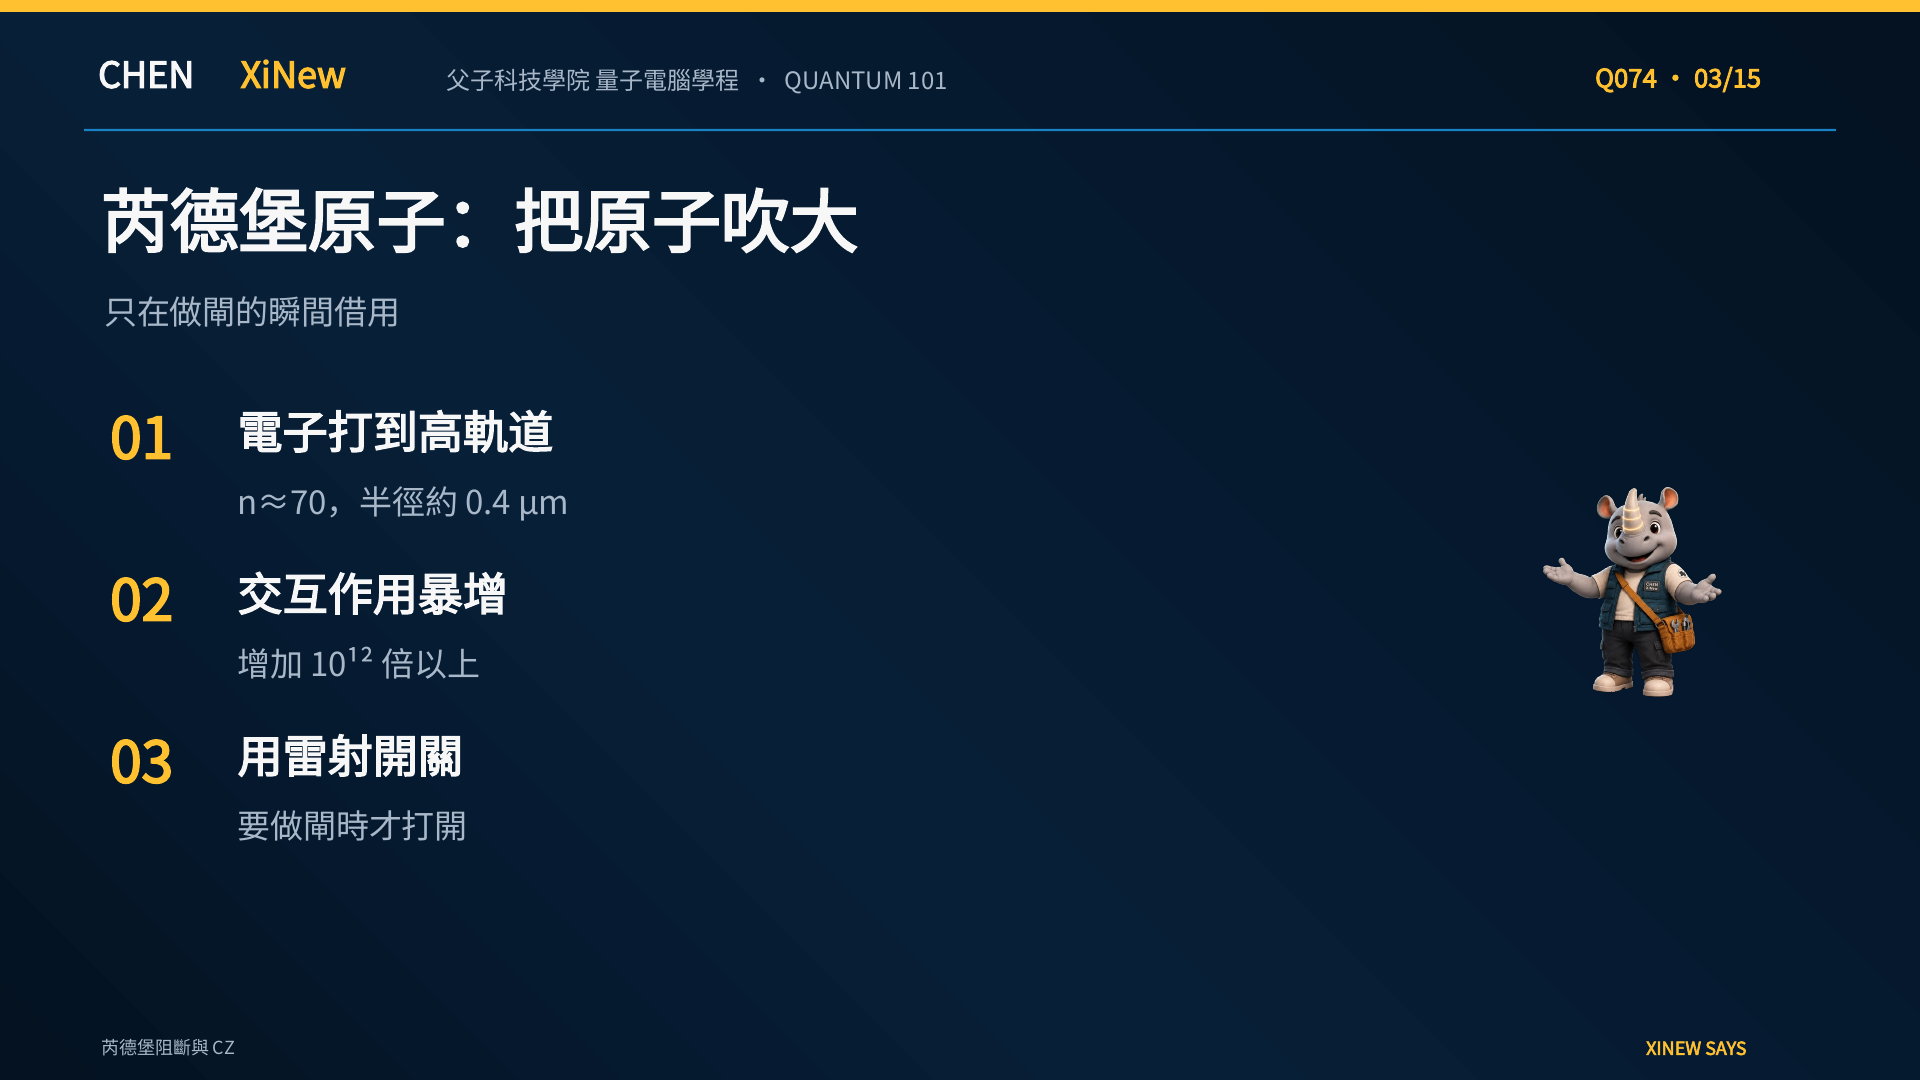 CHEN XiNew 父子科技學院 量子電腦學程 · QUANTUM 101 Q074 · 03/15
芮德堡原子：把原子吹大
只在做閘的瞬間借用
01 電子打到高軌道
n≈70，半徑約 0.4 μm
02 交互作用暴增
增加 10¹² 倍以上
03 用雷射開關
要做閘時才打開
芮德堡阻斷與 CZ
XINEW SAYS